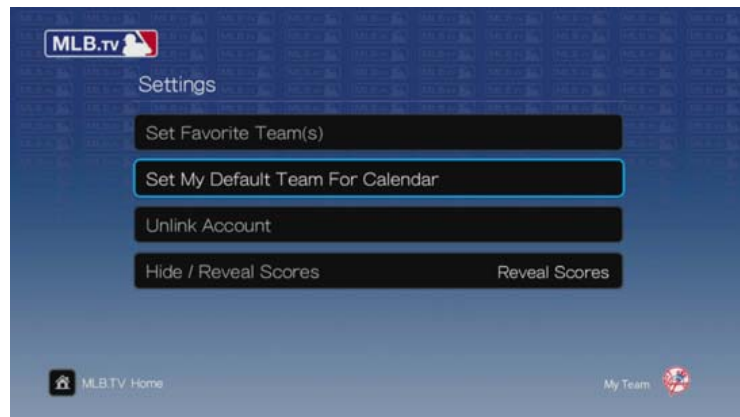 MLB.TV
Settings
Set Favorite Team(s)
Set My Default Team For Calendar
Unlink Account
Hide / Reveal Scores Reveal Scores
MLB.TV Home My Team